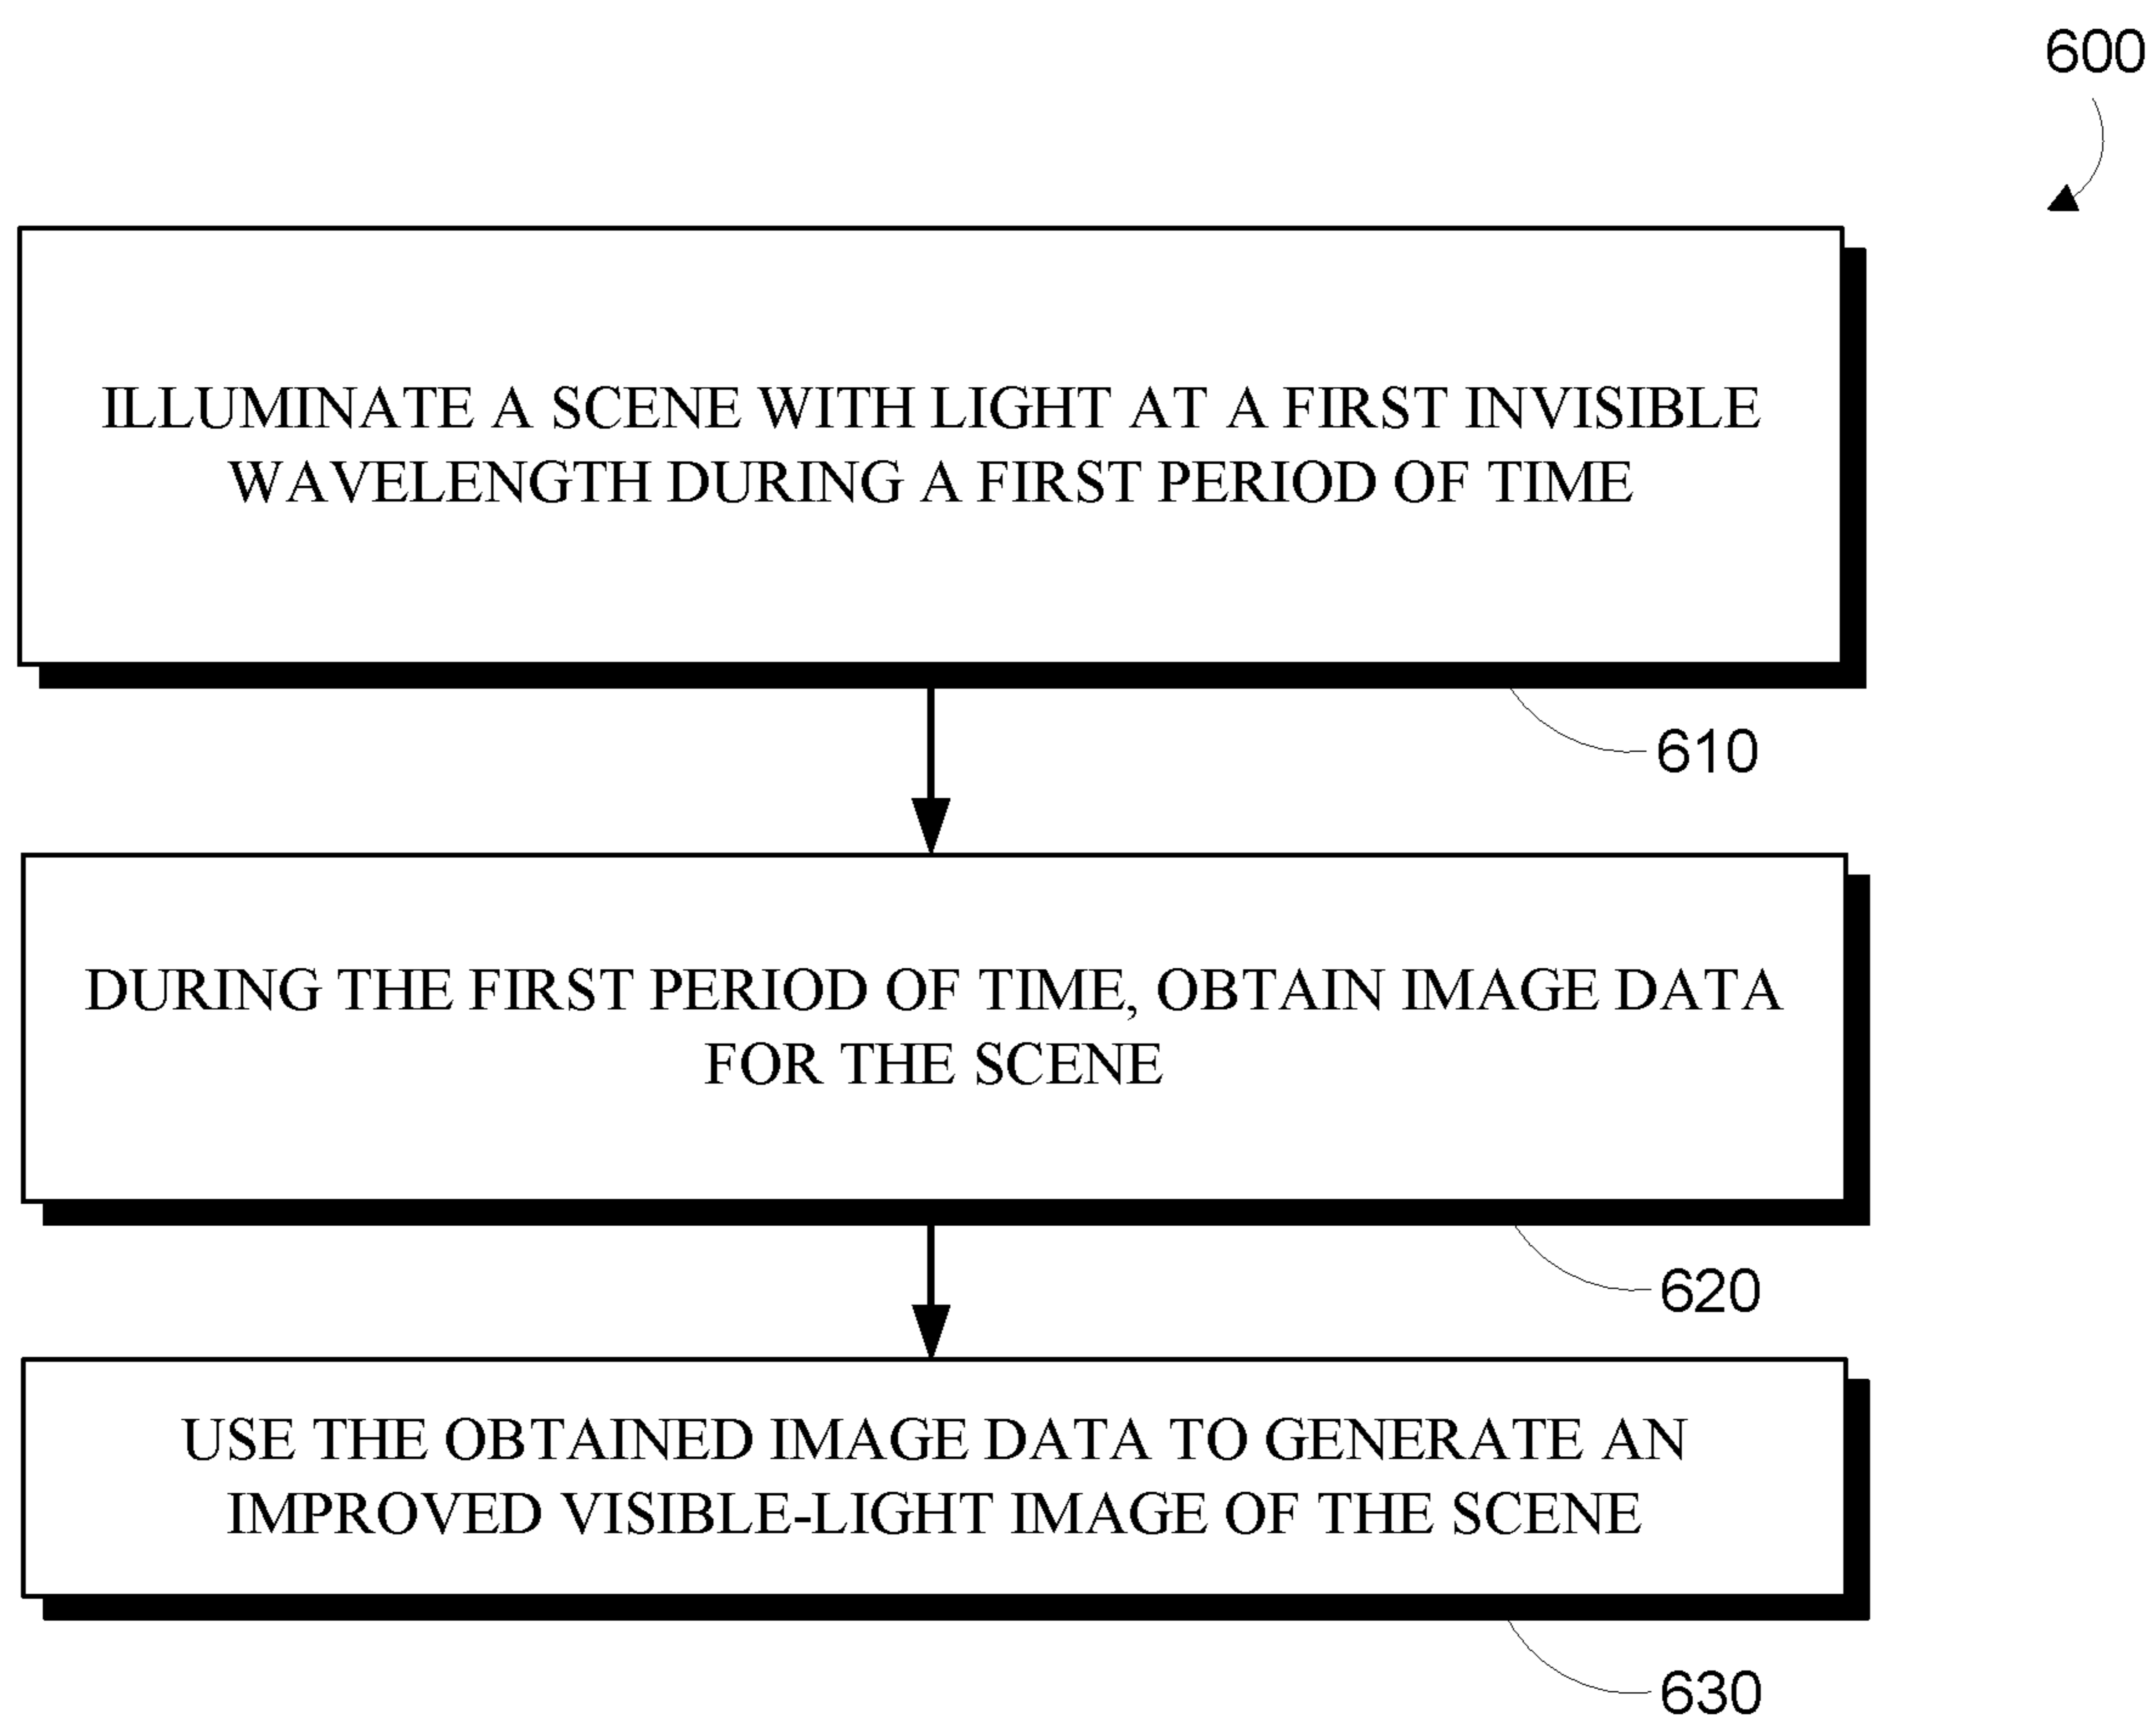 600
ILLUMINATE A SCENE WITH LIGHT AT A FIRST INVISIBLE
WAVELENGTH DURING A FIRST PERIOD OF TIME
610
DURING THE FIRST PERIOD OF TIME, OBTAIN IMAGE DATA
FOR THE SCENE
620
USE THE OBTAINED IMAGE DATA TO GENERATE AN
IMPROVED VISIBLE-LIGHT IMAGE OF THE SCENE
630